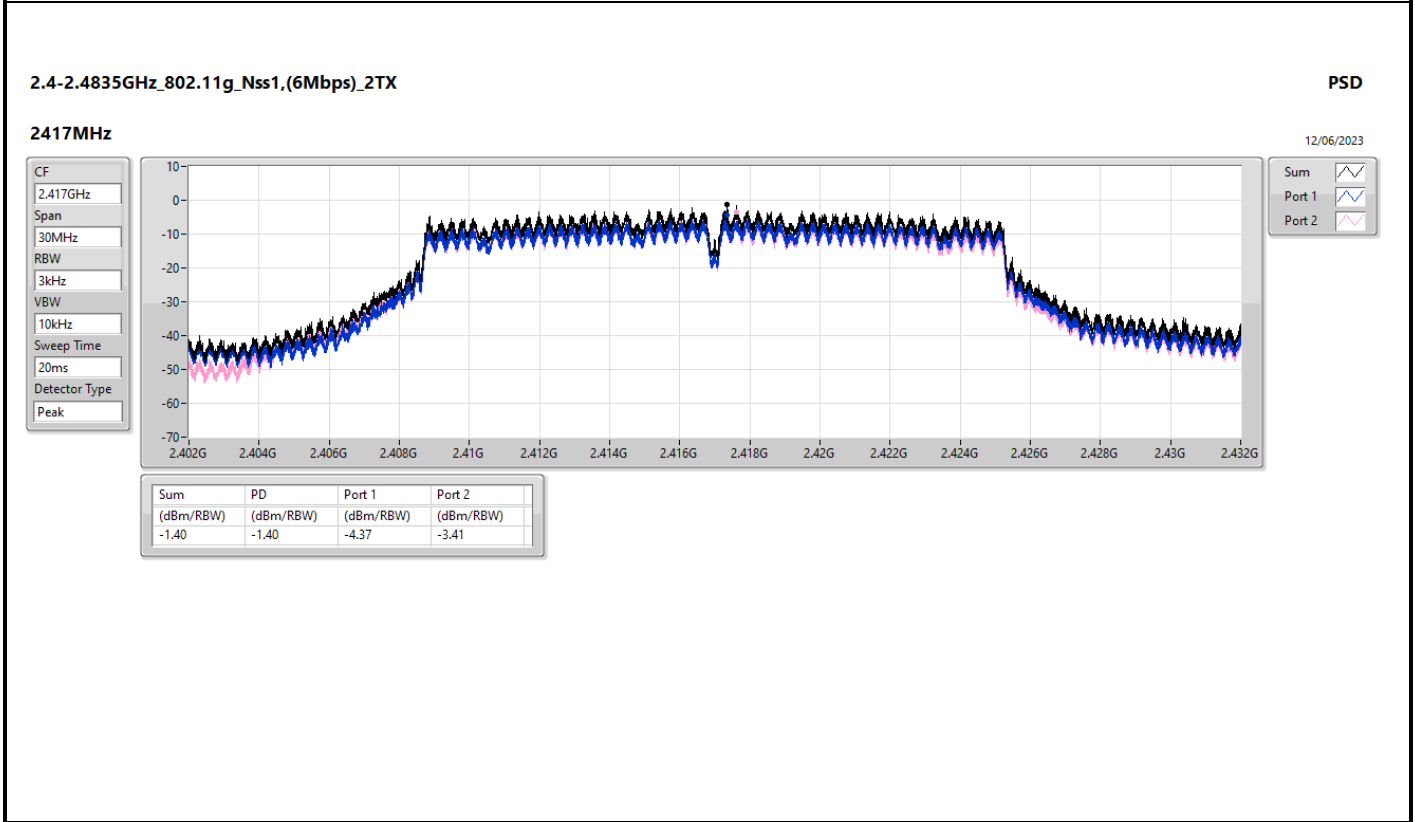 2.4-2.4835GHz_802.11g_Nss1,(6Mbps)_2TX
PSD
2417MHz
12/06/2023
CF
2.417GHz
Span
30MHz
RBW
3kHz
VBW
10kHz
Sweep Time
20ms
Detector Type
Peak
10
0
-10
-20
-30
-40
-50
-60
-70
2.402G 2.404G 2.406G 2.408G 2.41G 2.412G 2.414G 2.416G 2.418G 2.42G 2.422G 2.424G 2.426G 2.428G 2.43G 2.432G
Sum
Port 1
Port 2
Sum PD Port 1 Port 2
(dBm/RBW) (dBm/RBW) (dBm/RBW) (dBm/RBW)
-1.40 -1.40 -4.37 -3.41